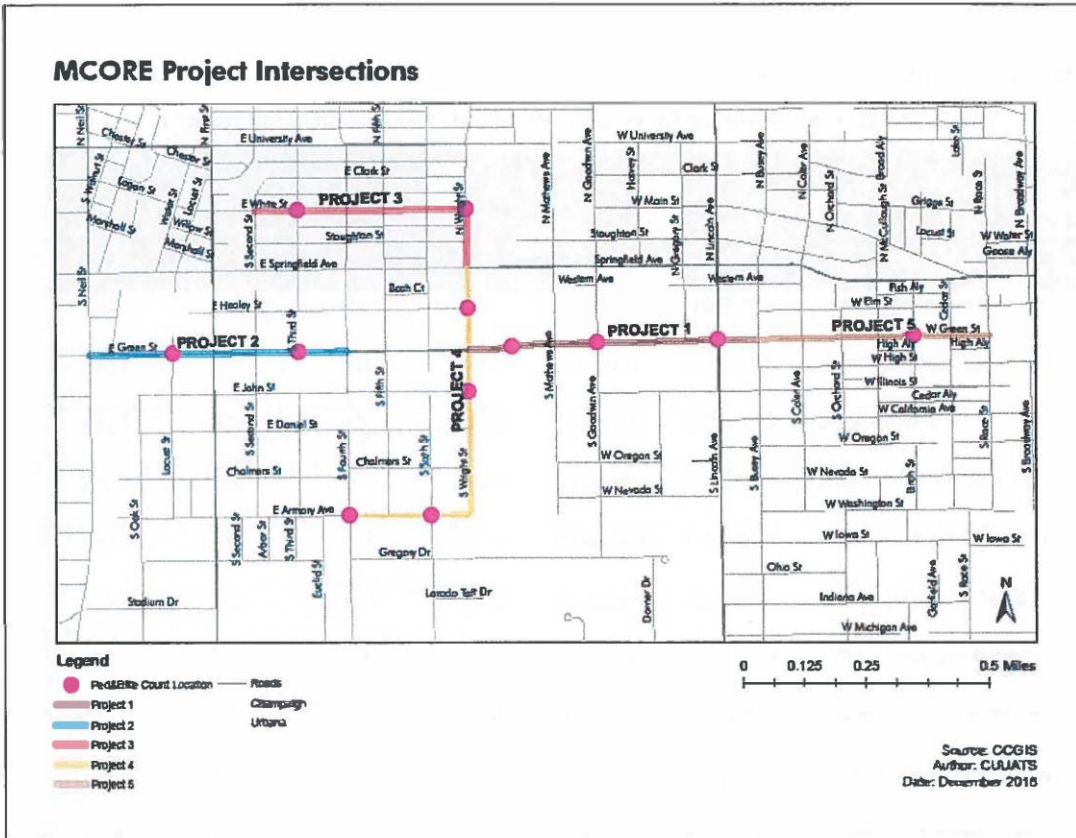 MCORE Project Intersections
N Neil St
Chester St
N First St
S Walnut St
Chester St
Logan St
Water St
Locust St
Marshall St
Marshall St
S Neil St
E University Ave
N Fifth St
E Clark St
E White St
PROJECT 3
N Wright St
Stoughton St
S Second St
E Springfield Ave
Bash Ct
E Healey St
E Green St
PROJECT 2
S Third St
PROJECT 4
E John St
S Fifth St
S Second St
E Daniel St
Locust St
Chalmers St
S Fourth St
Chalmers St
S Sixth St
S Wright St
S Oak St
E Armory Ave
S Second St
Arbor St
S Third St
Euclid St
Gregory Dr
Stadium Dr
Lorado Taft Dr
Dorner Dr
N Mathews Ave
N Goodwin Ave
W University Ave
Harvey St
Clark St
W Main St
Stoughton St
N Gregory St
N Lincoln Ave
Springfield Ave
Western Ave
Western Ave
S Mathews Ave
PROJECT 1
S Goodwin Ave
W Oregon St
W Nevada St
S Lincoln Ave
N Busey Ave
N Coler Ave
N Orchard St
N McCullough St
Broad Aly
Lake St
N Race St
N Broadway Ave
Griggs St
Locust St
W Water St
Goose Aly
Fish Aly
W Elm St
Cedar St
PROJECT 5
W Green St
High Aly
High Aly
W High St
W Illinois St
Cedar Aly
W California Ave
S Coler Ave
S Orchard St
S Race St
S Broadway Ave
W Oregon St
S Busey Ave
W Nevada St
Birch St
W Washington St
W Iowa St
W Iowa St
Ohio St
Indiana Ave
Garfield Ave
S Race St
W Michigan Ave
N
Legend
Ped&Bike Count Location
Roads
Project 1
Champaign
Project 2
Urbana
Project 3
Project 4
Project 5
0 0.125 0.25 0.5 Miles
Source: CCGIS
Author: CUUATS
Date: December 2016